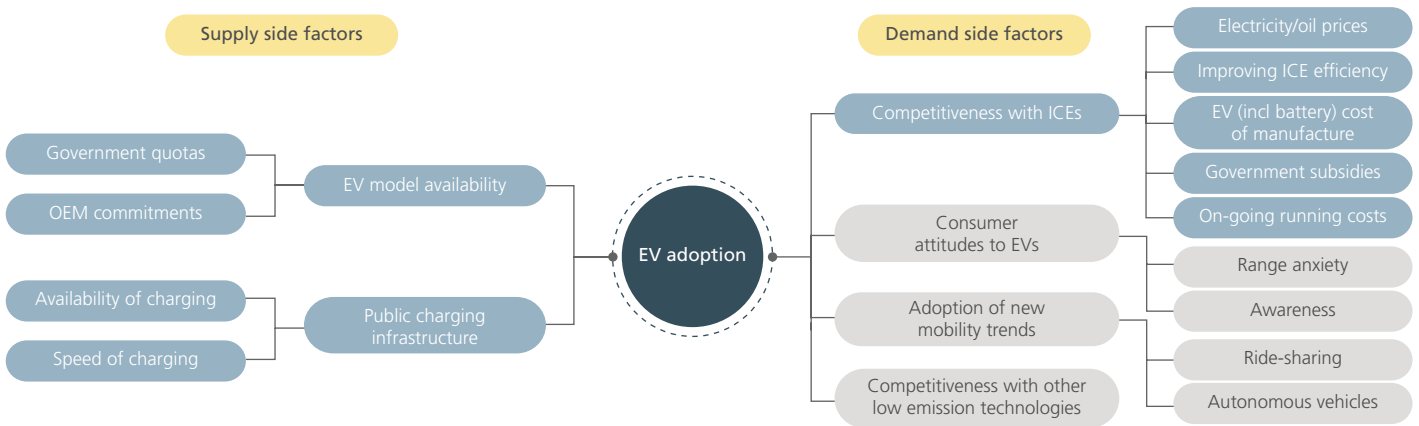 Supply side factors
Government quotas
OEM commitments
EV model availability
Availability of charging
Speed of charging
Public charging
infrastructure
EV adoption
Demand side factors
Competitiveness with ICEs
Electricity/oil prices
Improving ICE efficiency
EV (incl battery) cost
of manufacture
Government subsidies
On-going running costs
Consumer
attitudes to EVs
Range anxiety
Awareness
Adoption of new
mobility trends
Ride-sharing
Autonomous vehicles
Competitiveness with other
low emission technologies